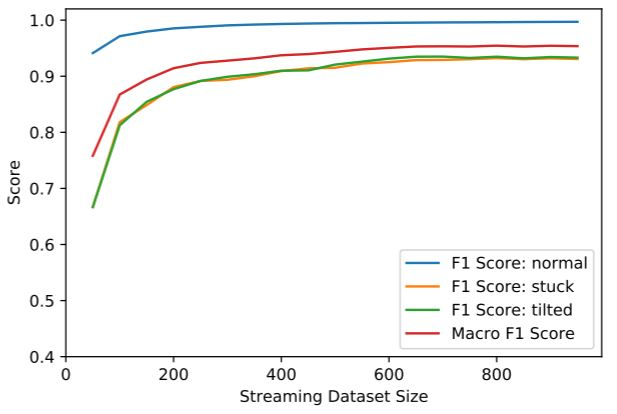 1.0
0.9
0.8
0.7
0.6
0.5
0.4
Score
0
200
400
600
800
Streaming Dataset Size
F1 Score: normal
F1 Score: stuck
F1 Score: tilted
Macro F1 Score